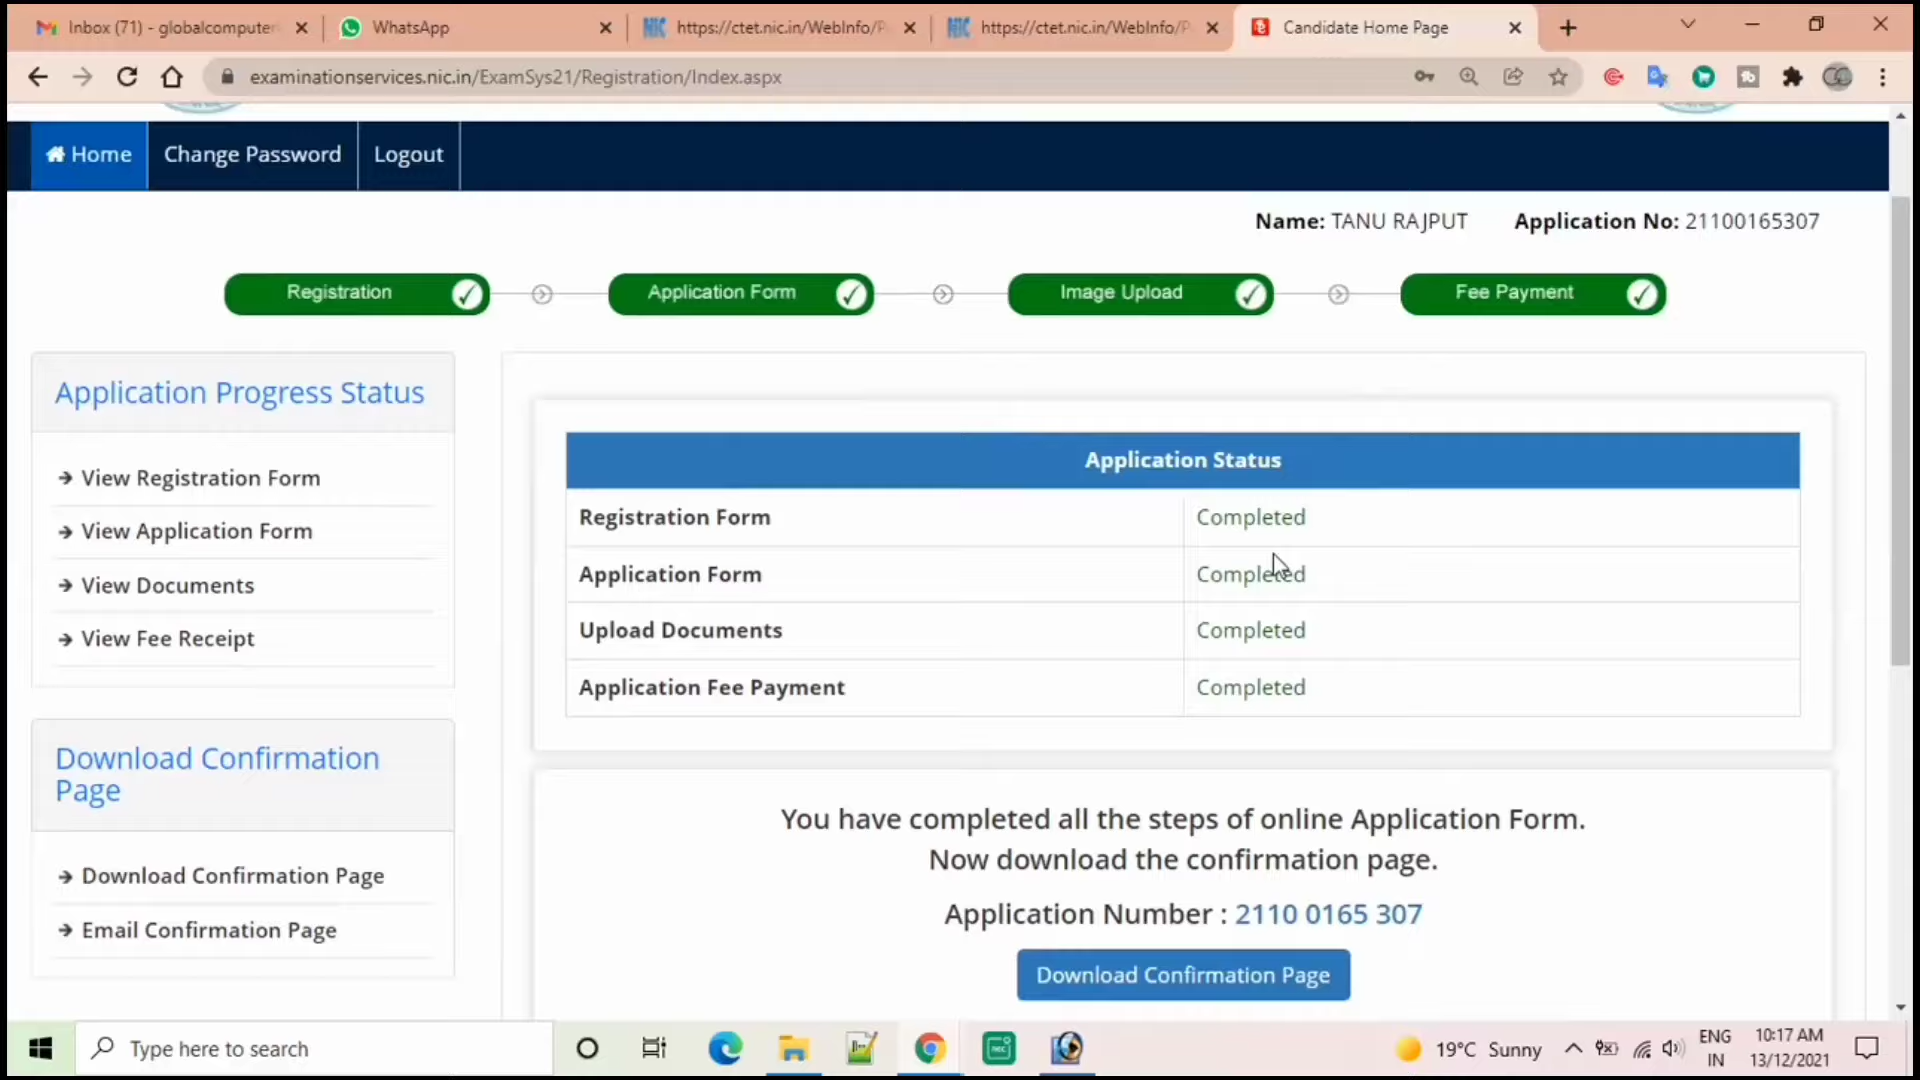 Inbox (71) - globalcomputer
WhatsApp
https://ctet.nic.in/WebInfo/P
https://ctet.nic.in/WebInfo/P
Candidate Home Page
examinationservices.nic.in/ExamSys21/Registration/Index.aspx
Home
Change Password
Logout
Name: TANU RAJPUT
Application No: 21100165307
Registration
Application Form
Image Upload
Fee Payment
Application Progress Status
View Registration Form
View Application Form
View Documents
View Fee Receipt
Download Confirmation
Page
Download Confirmation Page
Email Confirmation Page
Application Status
Registration Form Completed
Application Form Completed
Upload Documents Completed
Application Fee Payment Completed
You have completed all the steps of online Application Form.
Now download the confirmation page.
Application Number : 2110 0165 307
Download Confirmation Page
Type here to search
19°C Sunny
ENG
IN
10:17 AM
13/12/2021